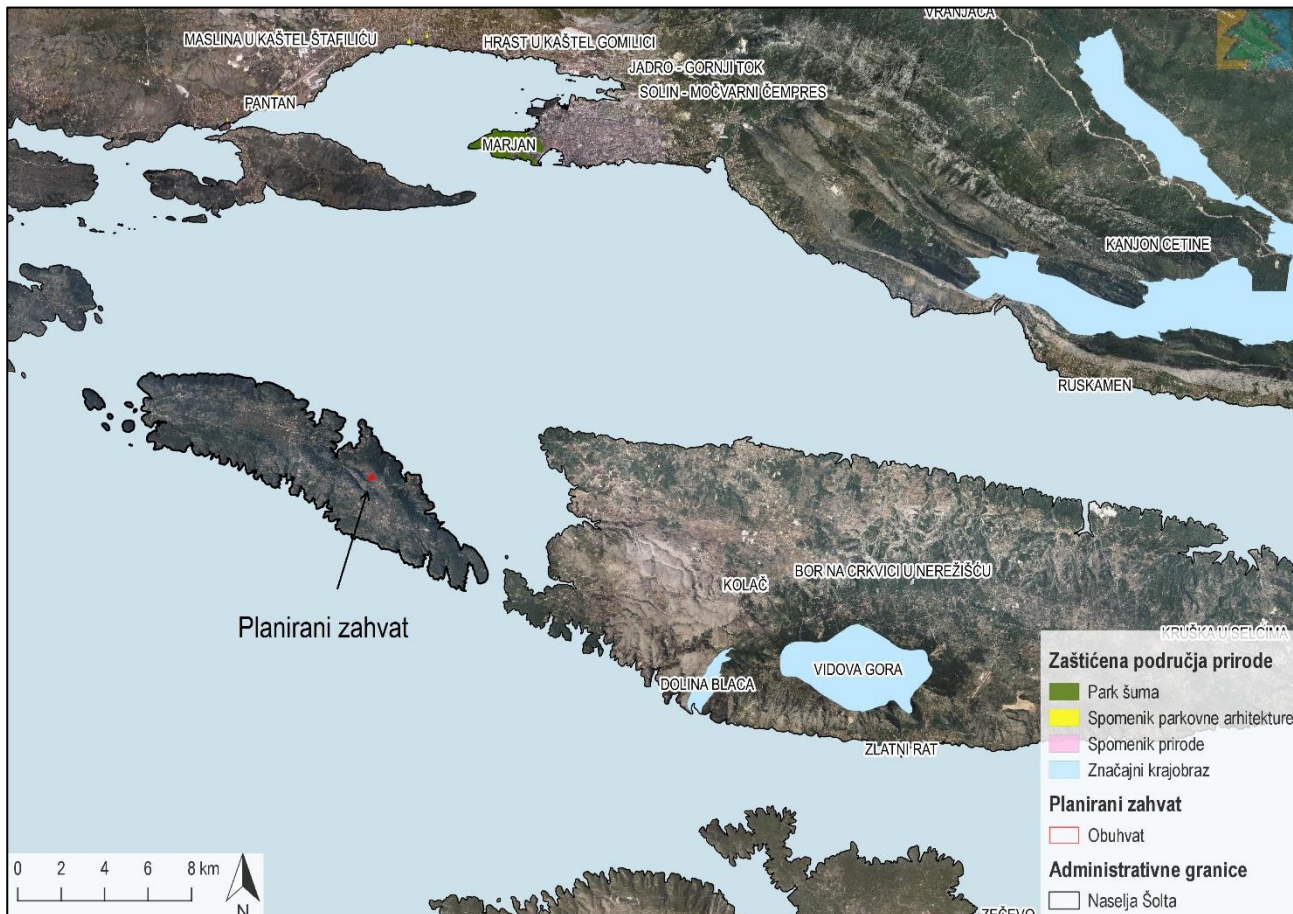 VRANJAČA
MASLINA U KAŠTEL ŠTAFILIĆU
HRAST U KAŠTEL GOMILICI
JADRO - GORNJI TOK
SOLIN - MOČVARNI ČEMPRES
PANTAN
MARJAN
KANJON CETINE
RUSKAMEN
Planirani zahvat
BOR NA CRKVICI U NEREŽIŠĆU
KOLAČ
KRUŠKA U SELCIMA
DOLINA BLACA
VIDOVA GORA
ZLATNI RAT
Zaštićena područja prirode
Park šuma
Spomenik parkovne arhitekture
Spomenik prirode
Značajni krajobraz
Planirani zahvat
Obuhvat
Administrativne granice
Naselja Šolta
0 2 4 6 8 km
N
ZEČEVO